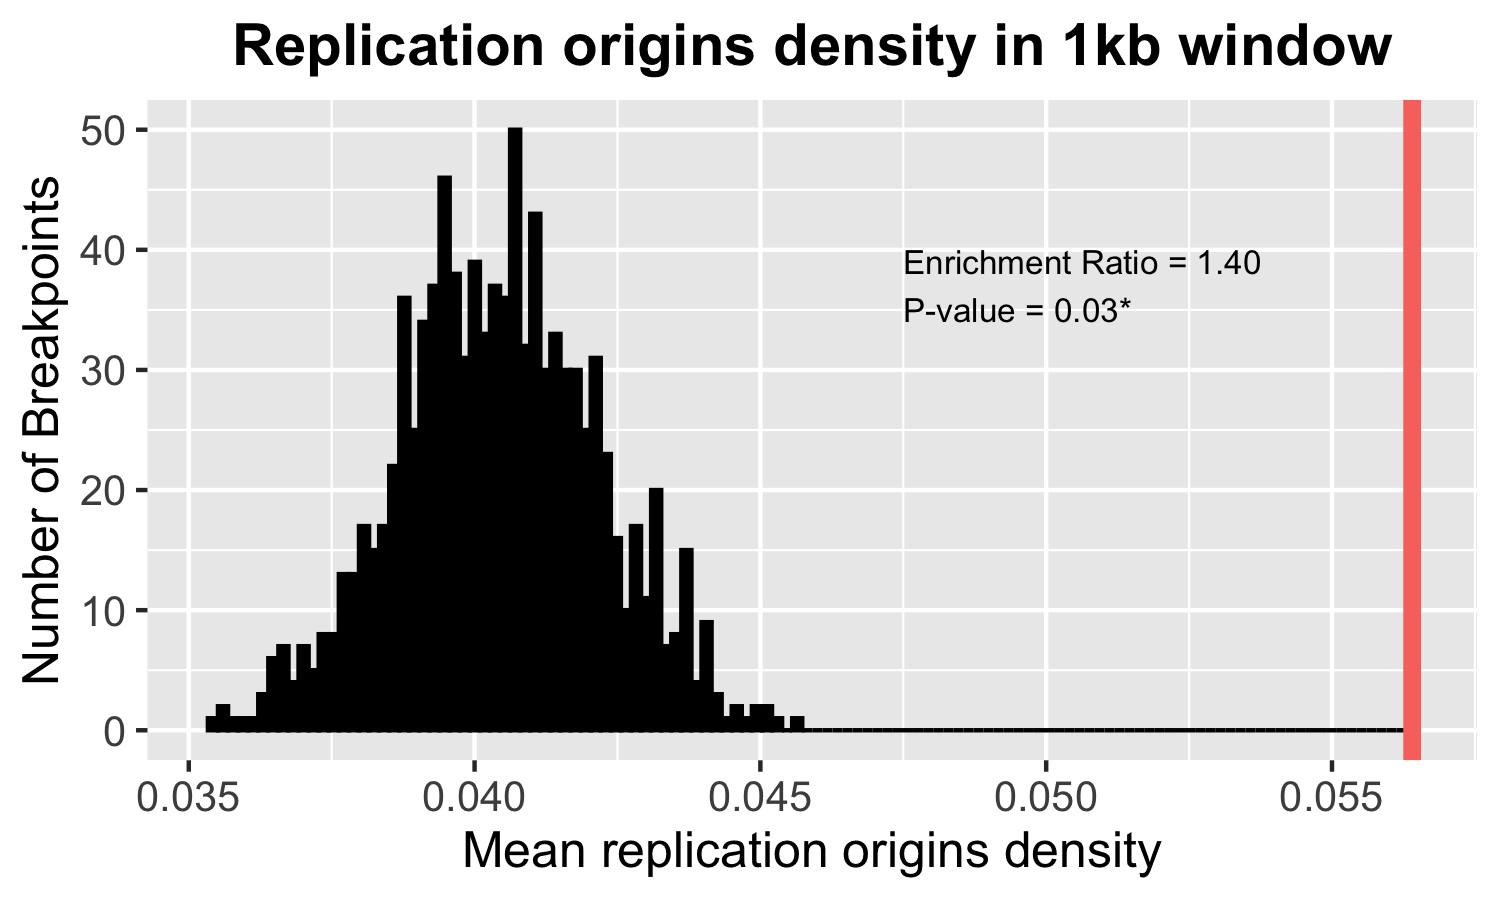 Replication origins density in 1kb window
Number of Breakpoints
50
40
30
20
10
0
Enrichment Ratio = 1.40
P-value = 0.03*
0.035 0.040 0.045 0.050 0.055
Mean replication origins density